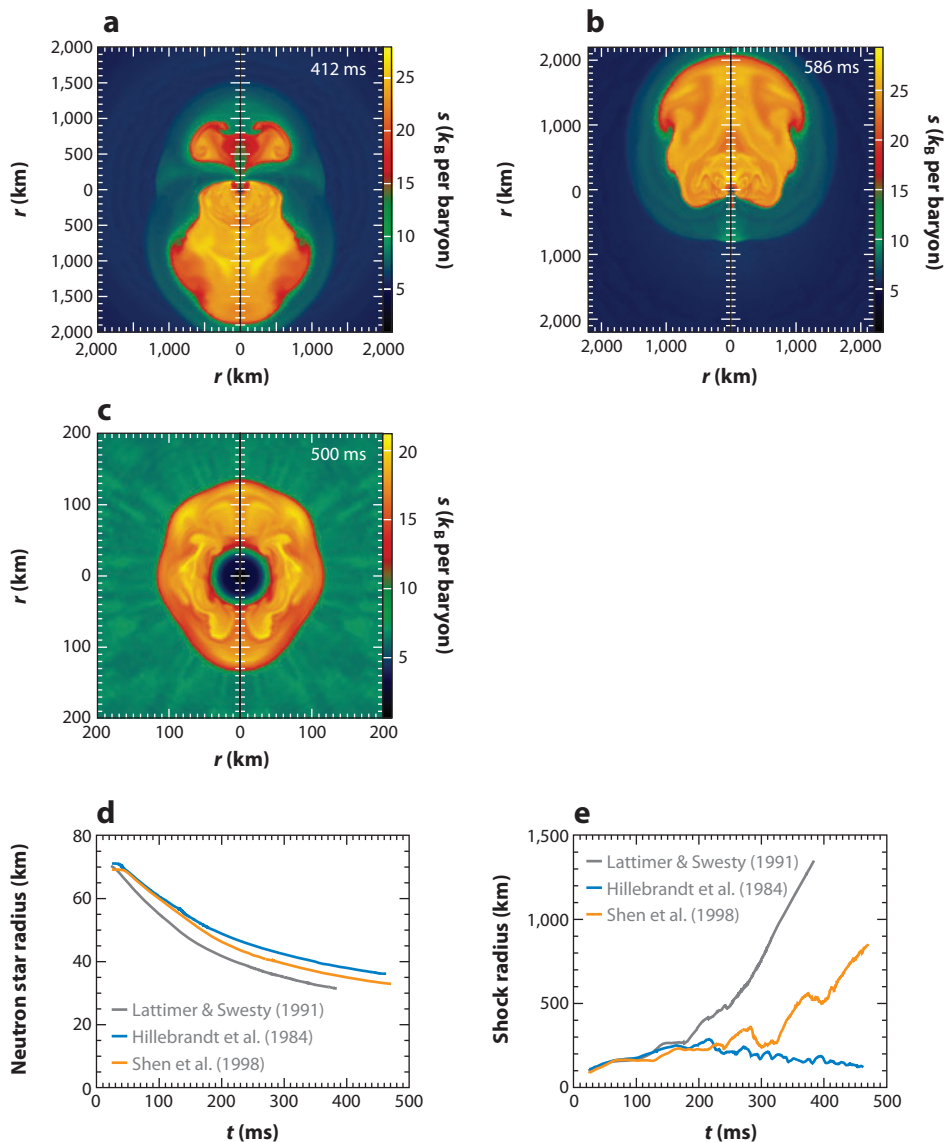 a
2,000
1,500
1,000
500
0
500
1,000
1,500
2,000
r (km)
2,000
1,000
0
1,000
2,000
r (km)
412 ms
25
20
15
10
5
s (kB per baryon)
b
2,000
1,000
0
1,000
2,000
r (km)
2,000
1,000
0
1,000
2,000
r (km)
586 ms
25
20
15
10
5
s (kB per baryon)
c
200
100
0
100
200
r (km)
200
100
0
100
200
r (km)
500 ms
20
15
10
5
s (kB per baryon)
d
80
60
40
20
0
Neutron star radius (km)
Lattimer & Swesty (1991)
Hillebrandt et al. (1984)
Shen et al. (1998)
0
100
200
300
400
500
t (ms)
e
1,500
1,000
500
0
Shock radius (km)
Lattimer & Swesty (1991)
Hillebrandt et al. (1984)
Shen et al. (1998)
0
100
200
300
400
500
t (ms)